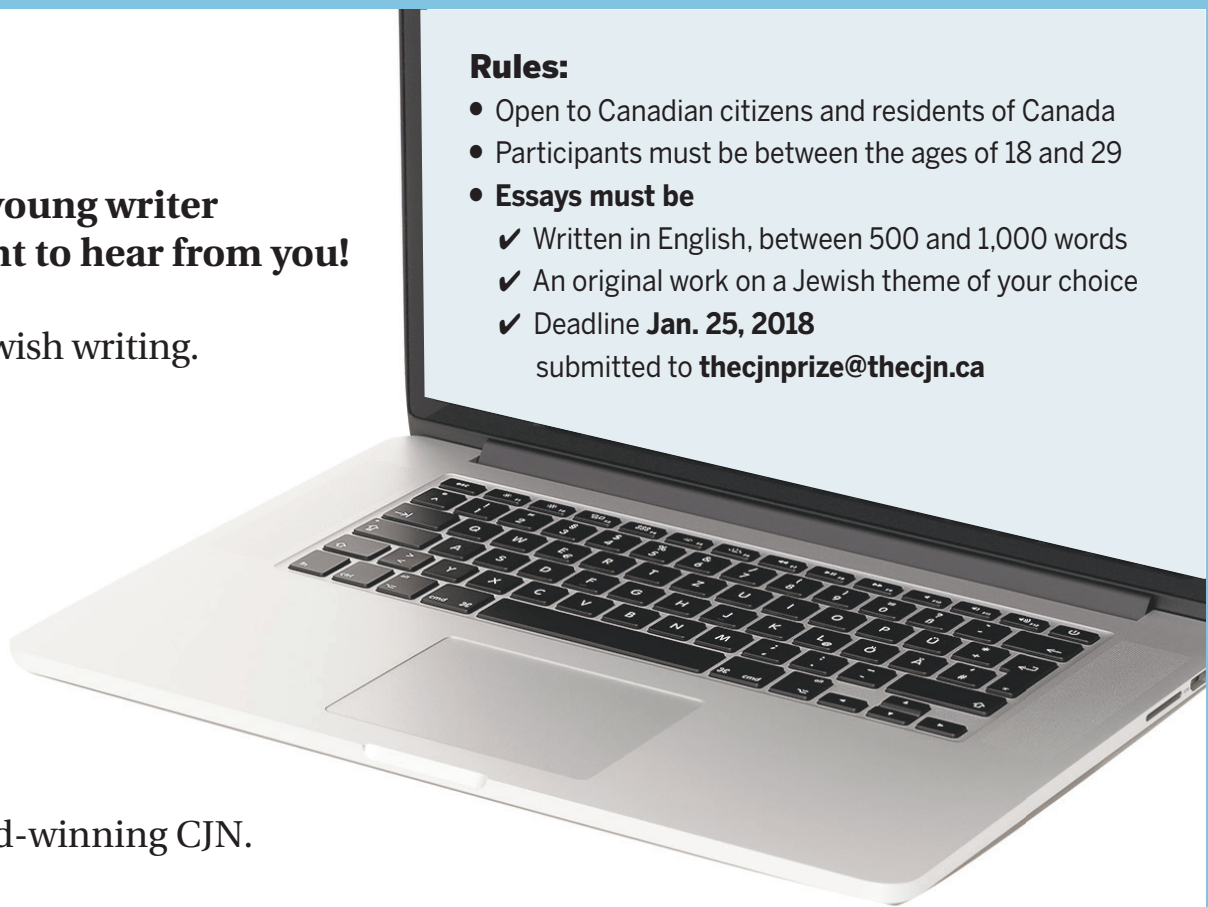 young writer
nt to hear from you!
wish writing.
d-winning CJN.
Rules:
• Open to Canadian citizens and residents of Canada
• Participants must be between the ages of 18 and 29
• Essays must be
✔ Written in English, between 500 and 1,000 words
✔ An original work on a Jewish theme of your choice
✔ Deadline Jan. 25, 2018
submitted to thecjnprize@thecjn.ca